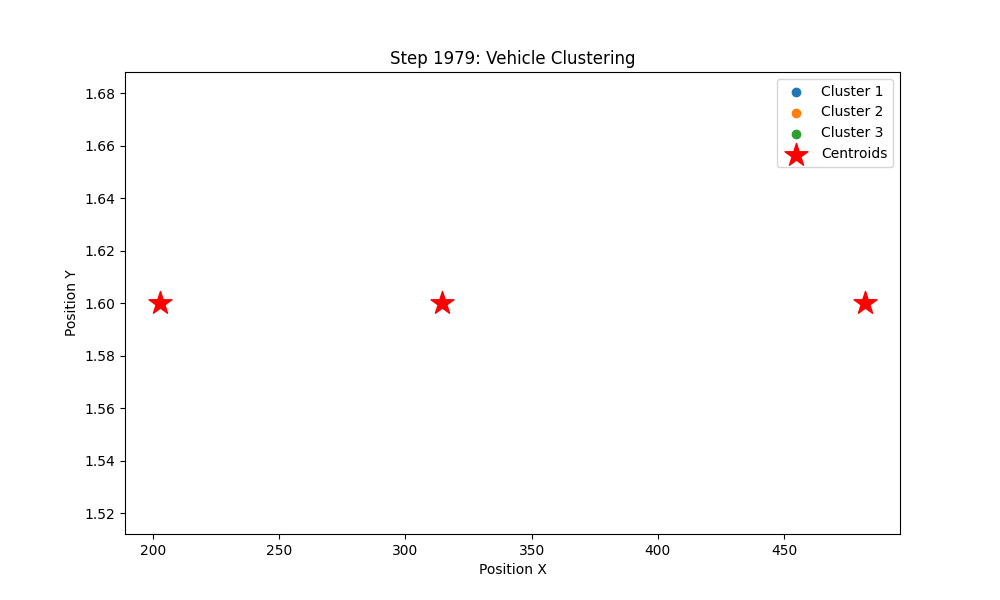 Step 1979: Vehicle Clustering
Cluster 1
Cluster 2
Cluster 3
Centroids
Position Y
1.68
1.66
1.64
1.62
1.60
1.58
1.56
1.54
1.52
200
250
300
350
400
450
Position X